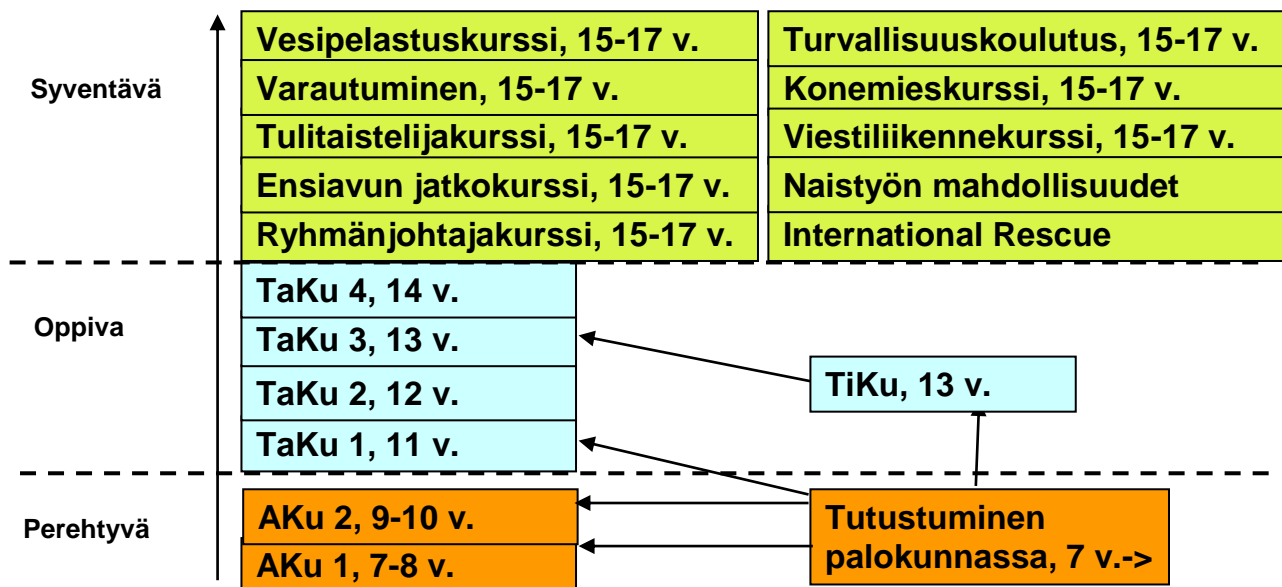 Syventävä
Vesipelastuskurssi, 15-17 v.
Varautuminen, 15-17 v.
Tulitaistelijakurssi, 15-17 v.
Ensiavun jatkokurssi, 15-17 v.
Ryhmänjohtajakurssi, 15-17 v.
Turvallisuuskoulutus, 15-17 v.
Konemieskurssi, 15-17 v.
Viestiliikennekurssi, 15-17 v.
Naistyön mahdollisuudet
International Rescue
Oppiva
TaKu 4, 14 v.
TaKu 3, 13 v.
TaKu 2, 12 v.
TaKu 1, 11 v.
TiKu, 13 v.
Perehtyvä
AKu 2, 9-10 v.
AKu 1, 7-8 v.
Tutustuminen
palokunnassa, 7 v.->